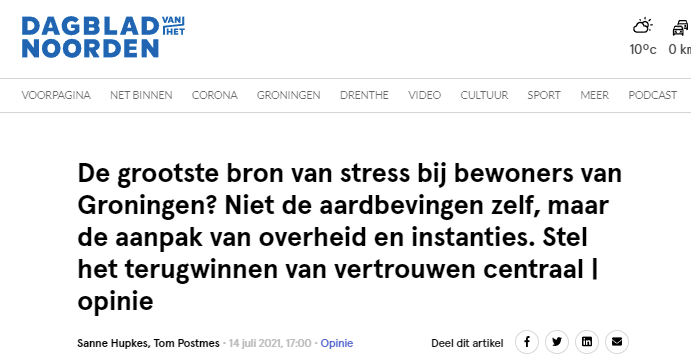 DAGBLAD VAN HET
NOORDEN
10°c 0 km
VOORPAGINA NET BINNEN CORONA GRONINGEN DRENTHE VIDEO CULTUUR SPORT MEER PODCAST
De grootste bron van stress bij bewoners van
Groningen? Niet de aardbevingen zelf, maar
de aanpak van overheid en instanties. Stel
het terugwinnen van vertrouwen centraal |
opinie
Sanne Hupkes, Tom Postmes · 14 juli 2021, 17:00 · Opinie Deel dit artikel